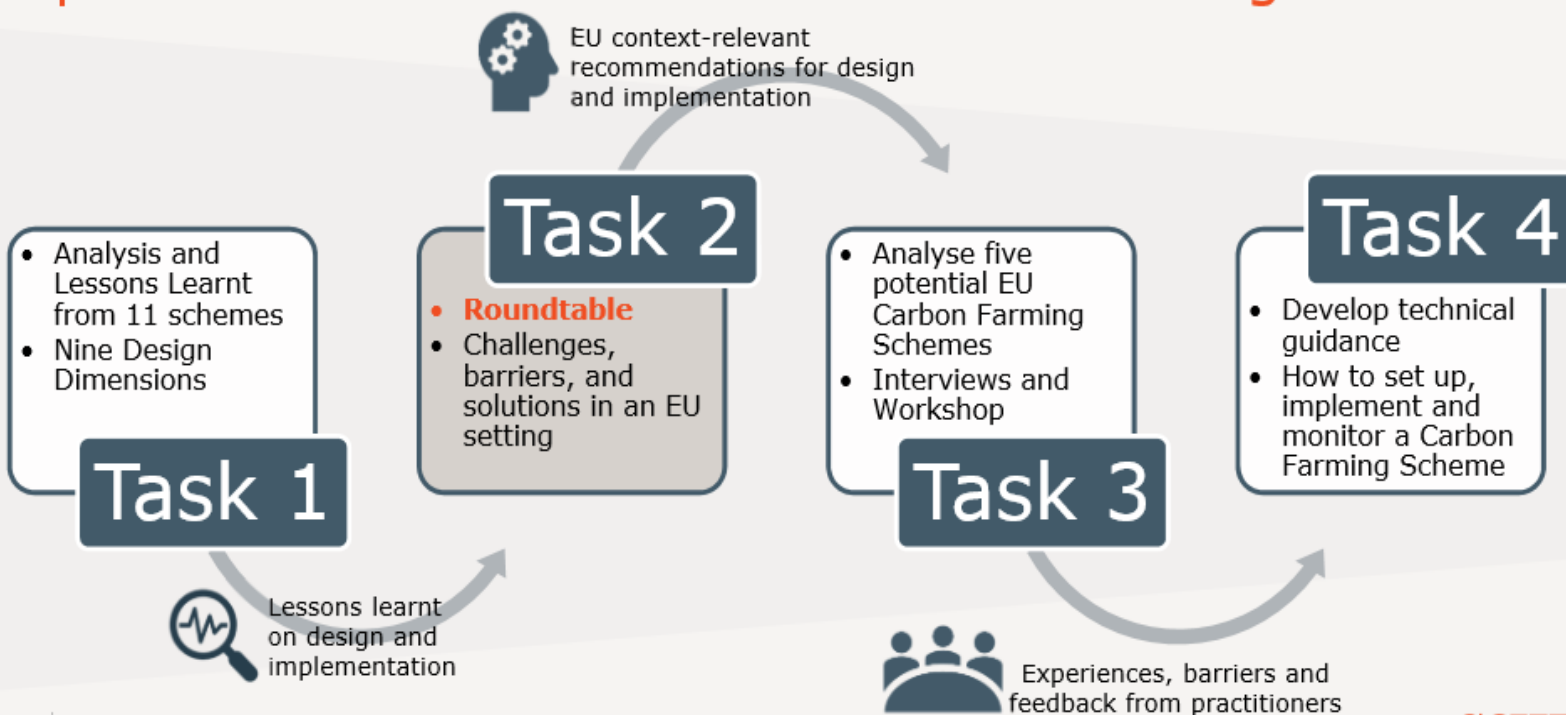 EU context-relevant
recommendations for design
and implementation
Task 1
• Analysis and
Lessons Learnt
from 11 schemes
• Nine Design
Dimensions
Lessons learnt
on design and
implementation
Task 2
• Roundtable
• Challenges,
barriers, and
solutions in an EU
setting
Task 3
• Analyse five
potential EU
Carbon Farming
Schemes
• Interviews and
Workshop
Experiences, barriers and
feedback from practitioners
Task 4
• Develop technical
guidance
• How to set up,
implement and
monitor a Carbon
Farming Scheme